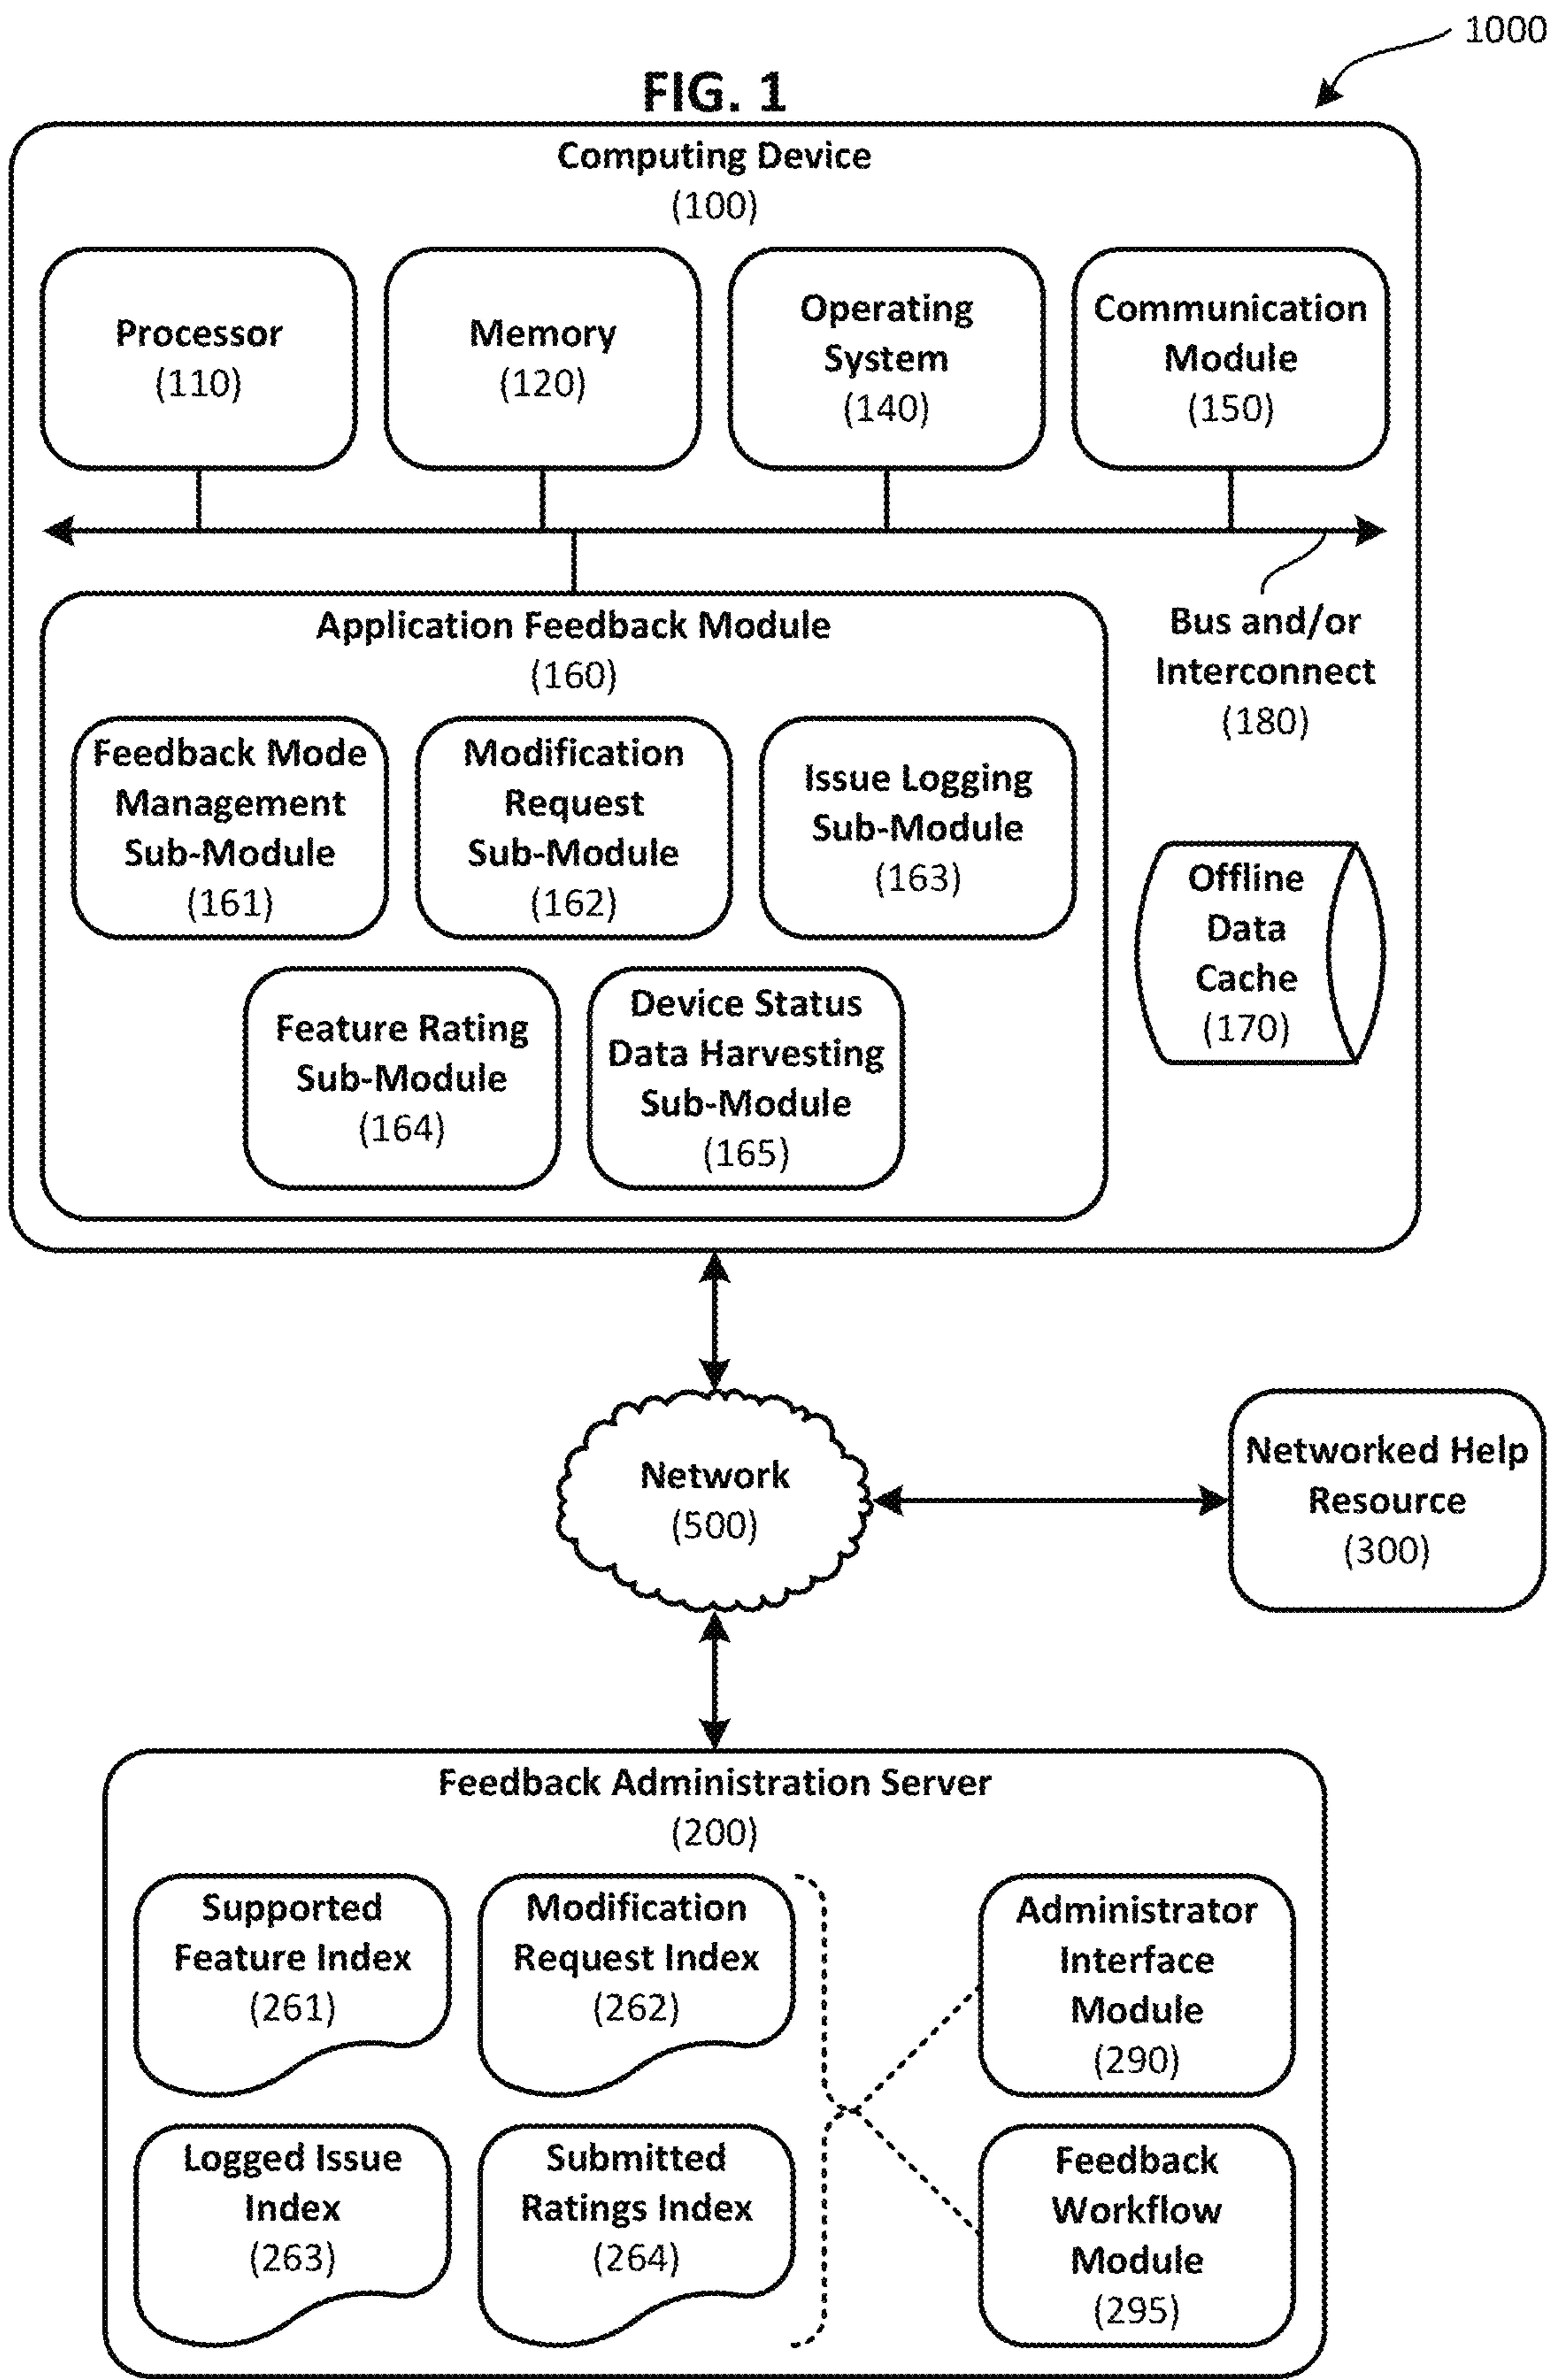 1000
FIG. 1
Computing Device
(100)
Processor
(110)
Memory
(120)
Operating
System
(140)
Communication
Module
(150)
Application Feedback Module
(160)
Bus and/or
Interconnect
(180)
Feedback Mode
Management
Sub-Module
(161)
Modification
Request
Sub-Module
(162)
Issue Logging
Sub-Module
(163)
Offline
Data
Cache
(170)
Feature Rating
Sub-Module
(164)
Device Status
Data Harvesting
Sub-Module
(165)
Network
(500)
Networked Help
Resource
(300)
Feedback Administration Server
(200)
Supported
Feature Index
(261)
Modification
Request Index
(262)
Administrator
Interface
Module
(290)
Logged Issue
Index
(263)
Submitted
Ratings Index
(264)
Feedback
Workflow
Module
(295)